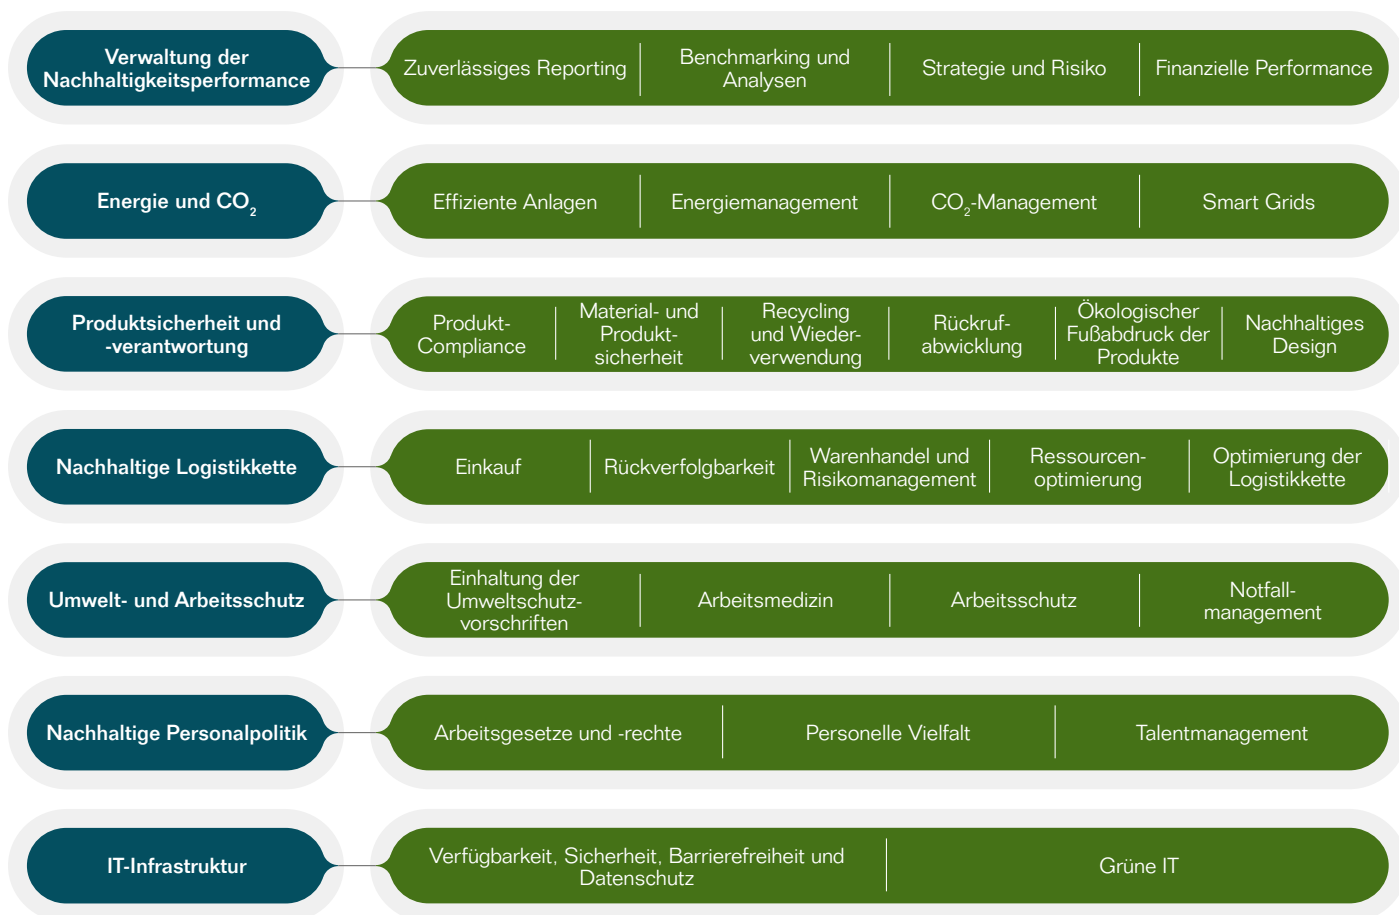 Verwaltung der
Nachhaltigkeitsperformance
Zuverlässiges Reporting
Benchmarking und
Analysen
Strategie und Risiko
Finanzielle Performance
Energie und CO₂
Effiziente Anlagen
Energiemanagement
CO₂-Management
Smart Grids
Produktsicherheit und
-verantwortung
Produkt-
Compliance
Material- und
Produkt-
sicherheit
Recycling
und Wieder-
verwendung
Rückruf-
abwicklung
Ökologischer
Fußabdruck der
Produkte
Nachhaltiges
Design
Nachhaltige Logistikkette
Einkauf
Rückverfolgbarkeit
Warenhandel und
Risikomanagement
Ressourcen-
optimierung
Optimierung der
Logistikkette
Umwelt- und Arbeitsschutz
Einhaltung der
Umweltschutz-
vorschriften
Arbeitsmedizin
Arbeitsschutz
Notfall-
management
Nachhaltige Personalpolitik
Arbeitsgesetze und -rechte
Personelle Vielfalt
Talentmanagement
IT-Infrastruktur
Verfügbarkeit, Sicherheit, Barrierefreiheit und
Datenschutz
Grüne IT